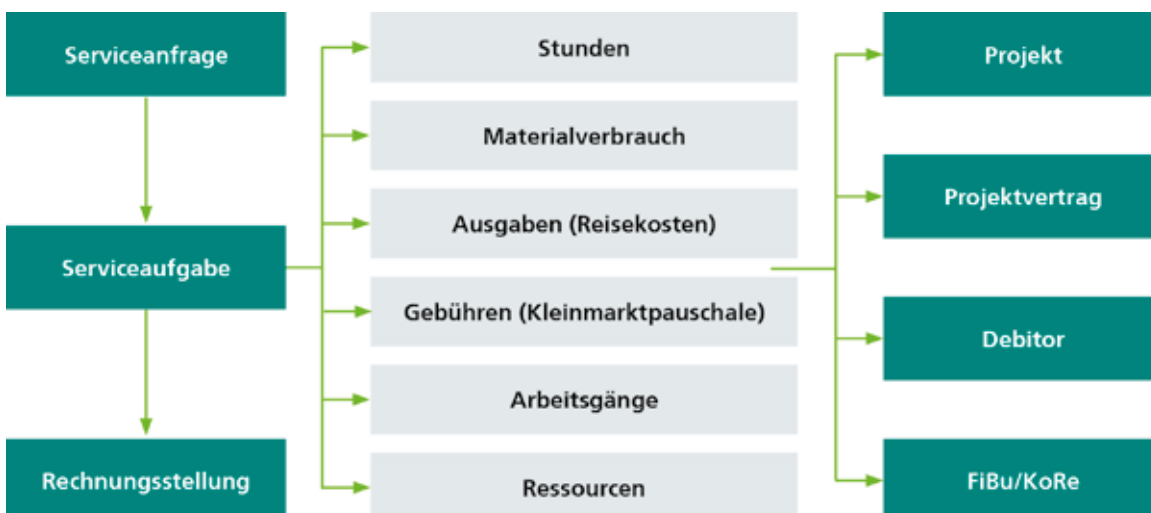 Serviceanfrage
Serviceaufgabe
Rechnungsstellung
Stunden
Materialverbrauch
Ausgaben (Reisekosten)
Gebühren (Kleinmarktpauschale)
Arbeitsgänge
Ressourcen
Projekt
Projektvertrag
Debitor
FiBu/KoRe